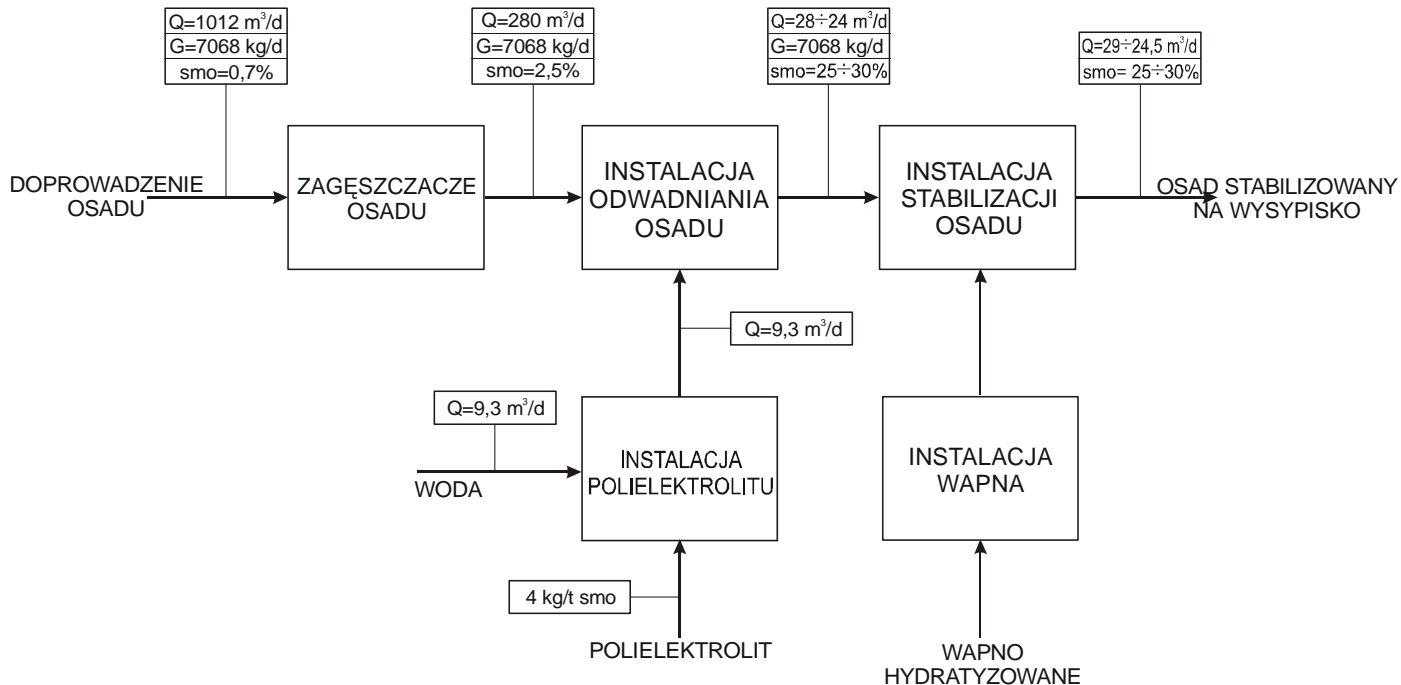 Q=1012 m³/d
G=7068 kg/d
smo=0,7%
Q=280 m³/d
G=7068 kg/d
smo=2,5%
Q=28÷24 m³/d
G=7068 kg/d
smo=25÷30%
Q=29÷24,5 m³/d
smo= 25÷30%
DOPROWADZENIE
OSADU
ZAGĘSZCZACZE
OSADU
INSTALACJA
ODWADNIANIA
OSADU
INSTALACJA
STABILIZACJI
OSADU
OSAD STABILIZOWANY
NA WYSYPISKO
Q=9,3 m³/d
Q=9,3 m³/d
WODA
INSTALACJA
POLIELEKTROLITU
INSTALACJA
WAPNA
4 kg/t smo
POLIELEKTROLIT
WAPNO
HYDRATYZOWANE